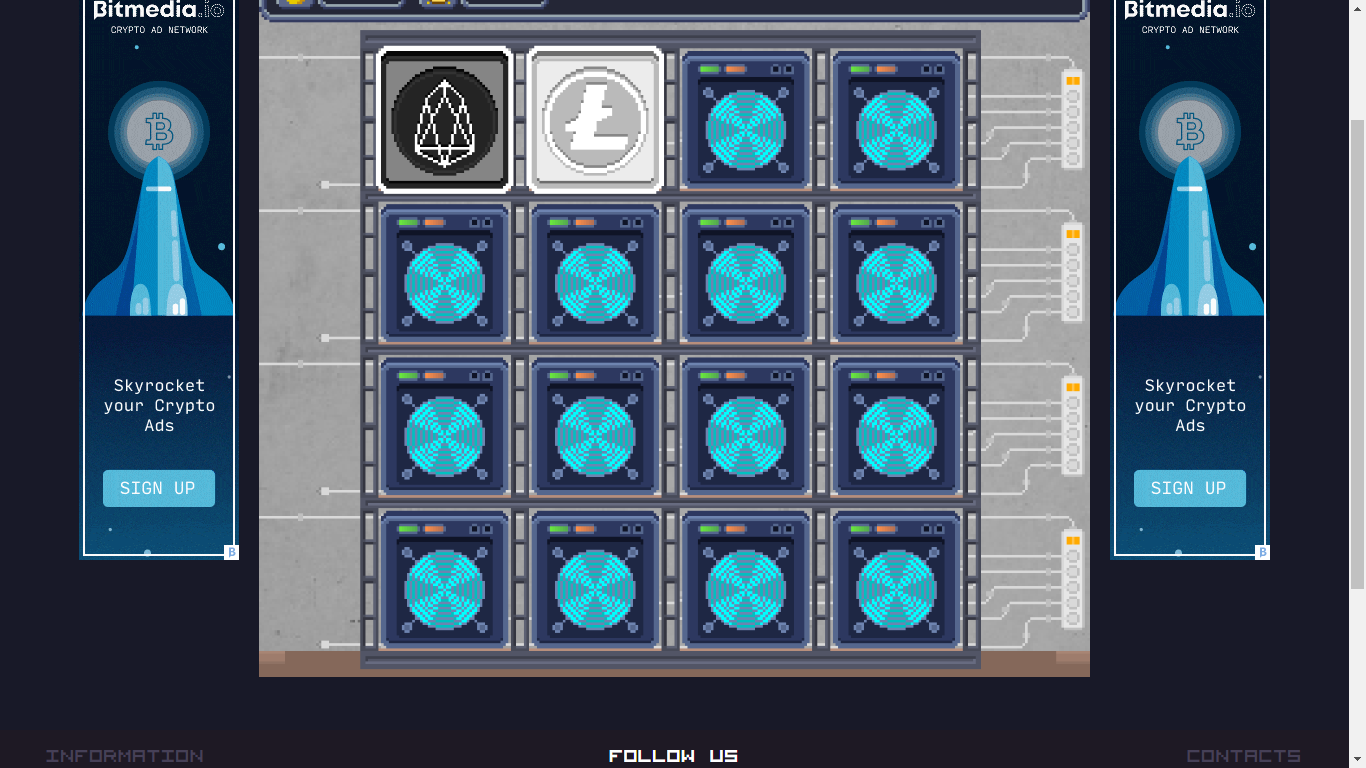 Bitmedia.io
CRYPTO AD NETWORK
Skyrocket
your Crypto
Ads
SIGN UP
Bitmedia.io
CRYPTO AD NETWORK
Skyrocket
your Crypto
Ads
SIGN UP
INFORMATION
FOLLOW US
CONTACTS